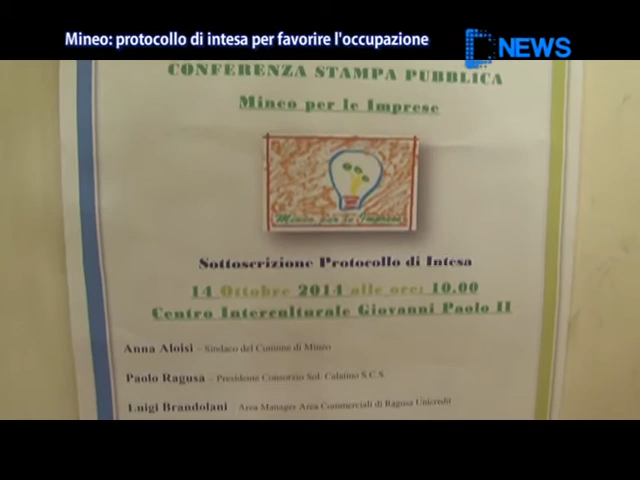 Mineo: protocollo di intesa per favorire l'occupazione
NEWS
CONFERENZA STAMPA PUBBLICA
Mineo per le Imprese
Mineo per le Imprese
Sottoscrizione Protocollo di Intesa
14 Ottobre 2014 alle ore: 10.00
Centro Interculturale Giovanni Paolo II
Anna Aloisi – Sindaco del Comune di Mineo
Paolo Ragusa – Presidente Consorzio Sol. Calatino S.C.S.
Luigi Brandolani – Area Manager Area Commerciali di Ragusa Unicredit